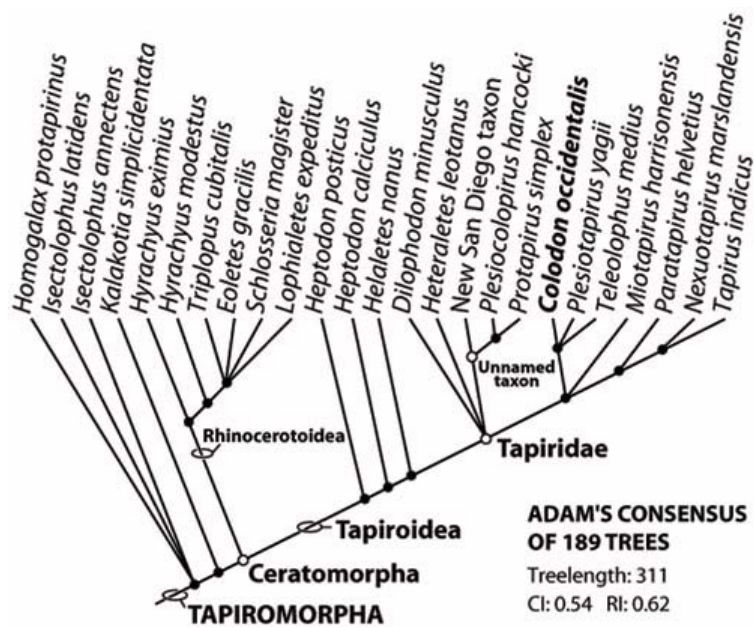 Homogalax protapirinus
Isectolophus latidens
Isectolophus annectens
Kalakotia simplicidentata
Hyrachyus eximius
Hyrachyus modestus
Triplopus cubitalis
Eoletes gracilis
Schlosseria magister
Lophialetes expeditus
Heptodon posticus
Heptodon calciculus
Helaletes nanus
Dilophodon minusculus
Heteraletes leotanus
New San Diego taxon
Plesiocolopirus hancocki
Protapirus simplex
Colodon occidentalis
Plesiotapirus yagii
Teleolophus medius
Miotapirus harrisonensis
Paratapirus helvetius
Nexuotapirus marslandensis
Tapirus indicus
Unnamed
taxon
Rhinocerotoidea
Tapiridae
Tapiroidea
Ceratomorpha
TAPIROMORPHA
ADAM'S CONSENSUS
OF 189 TREES
Treelength: 311
CI: 0.54 RI: 0.62